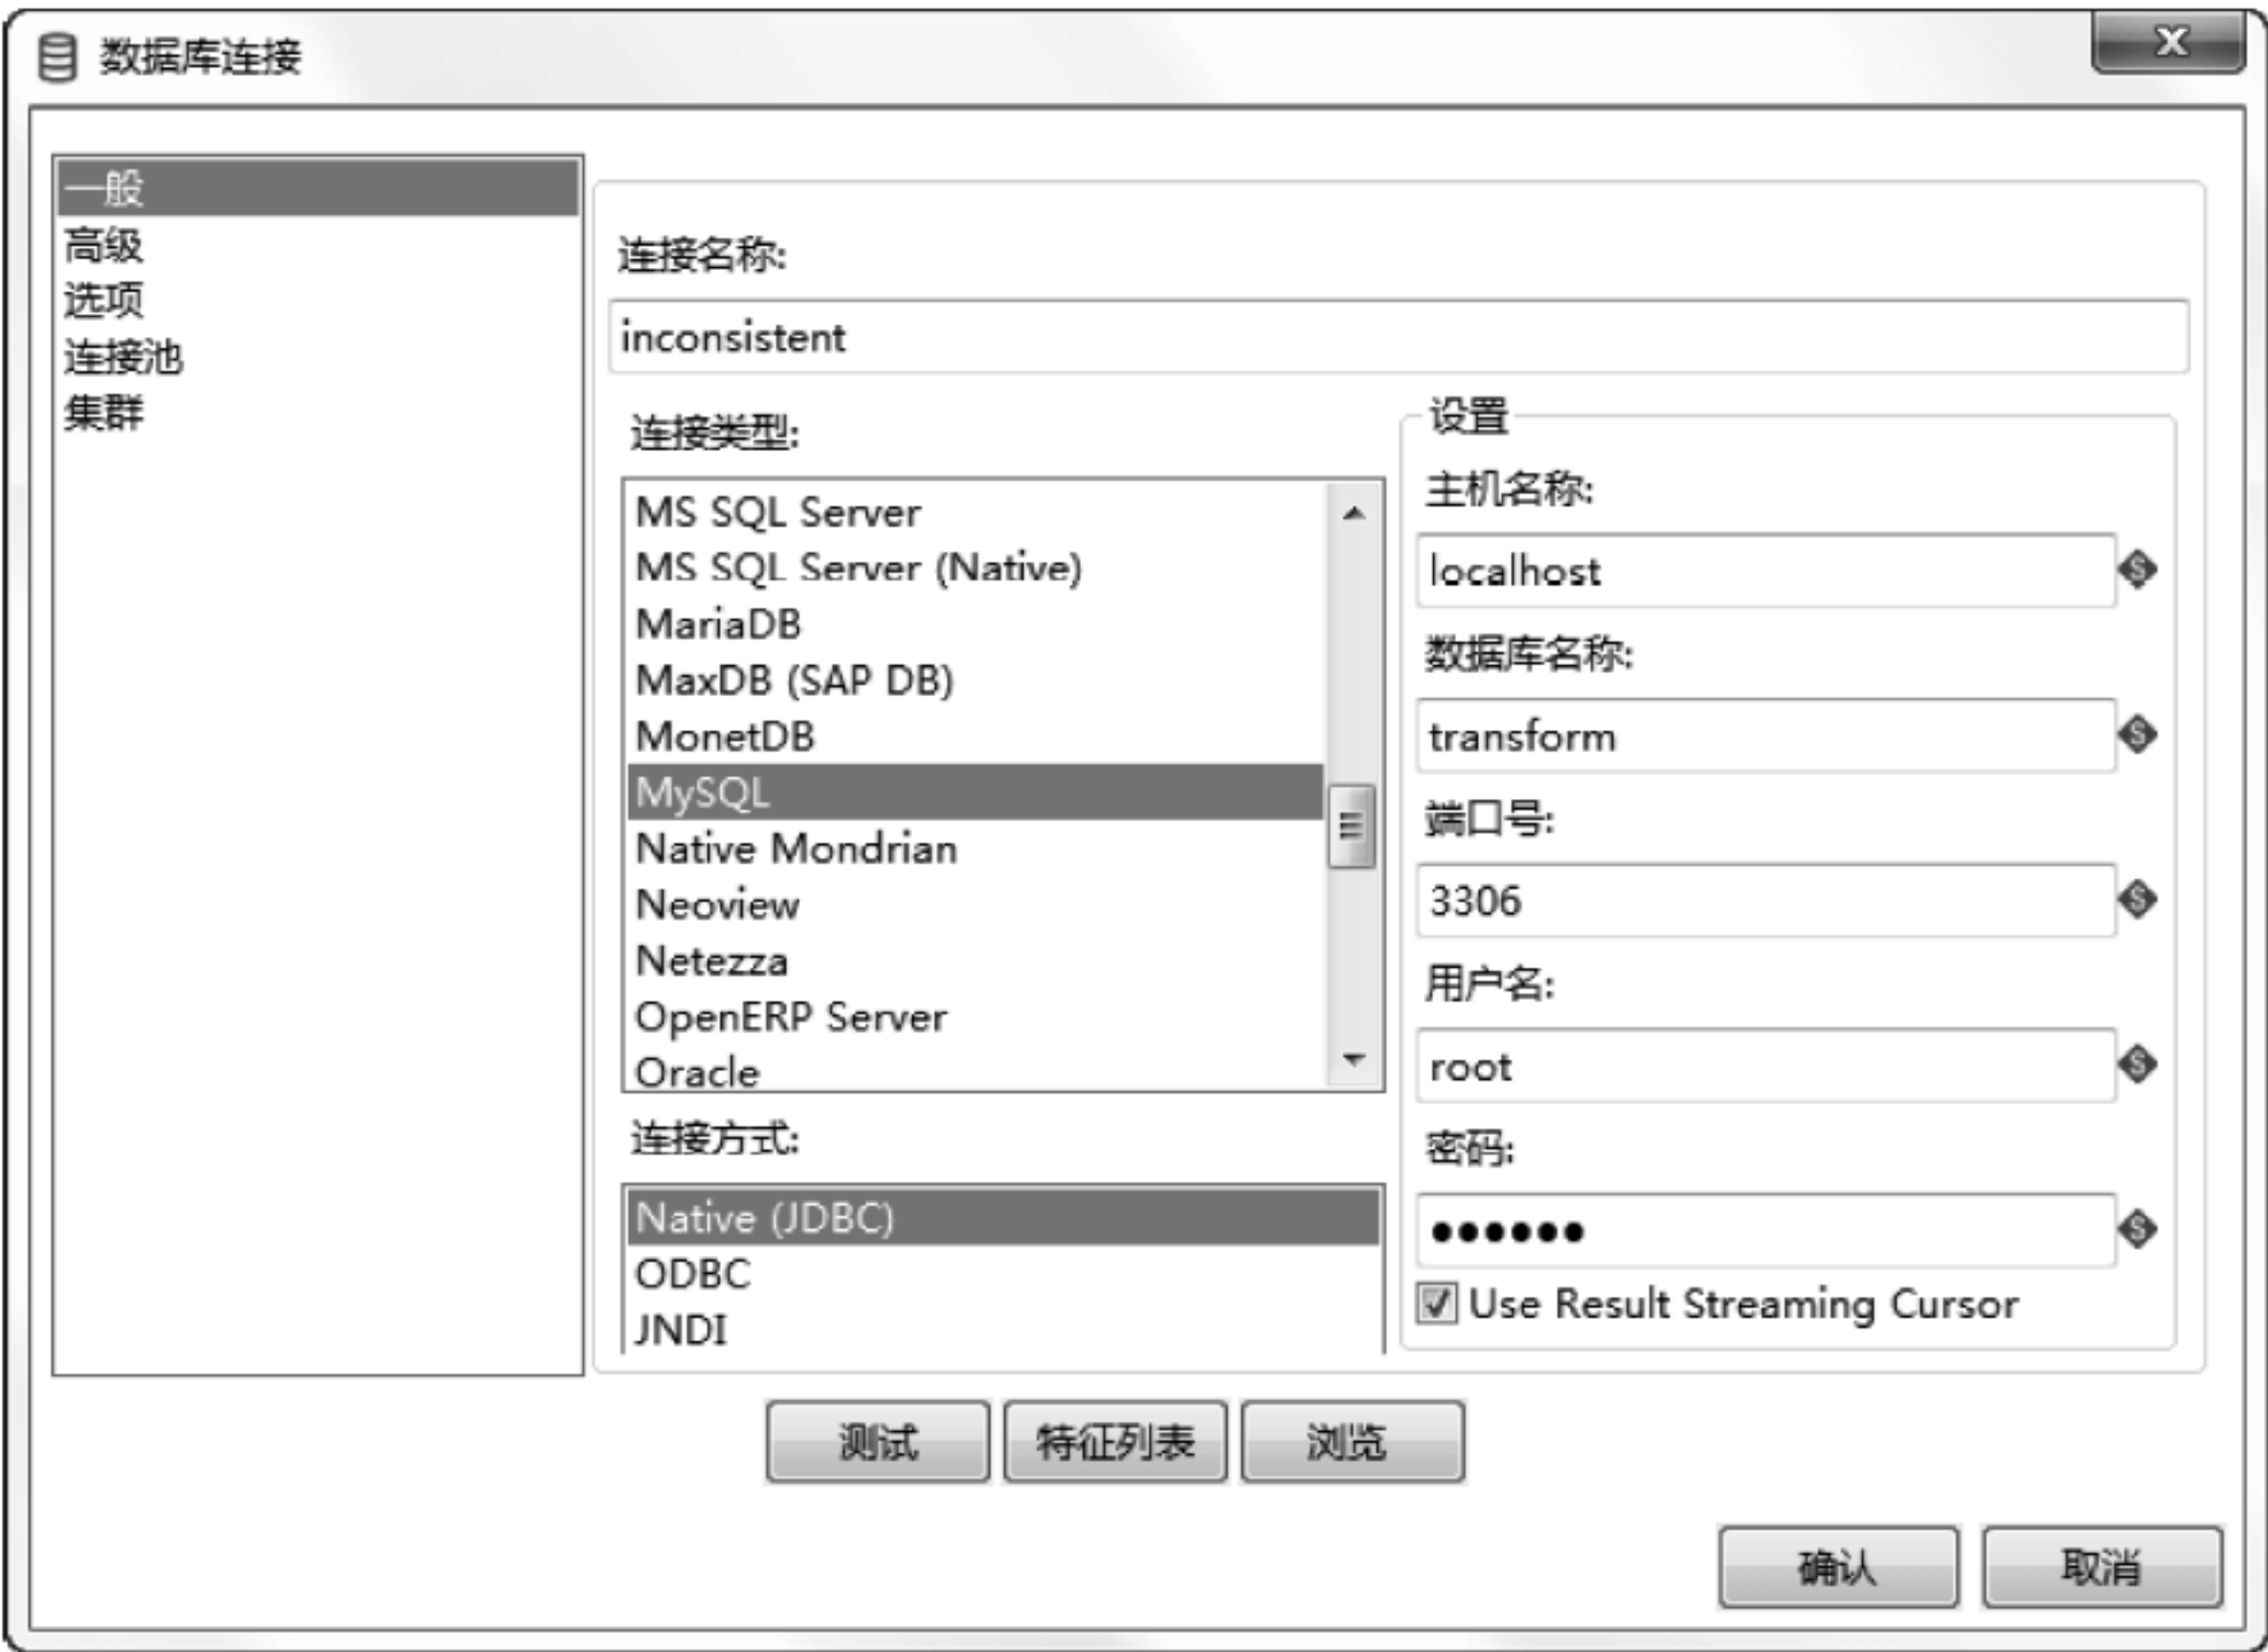 数据库连接
一般
高级
选项
连接池
集群
连接名称:
inconsistent
连接类型:
MS SQL Server
MS SQL Server (Native)
MariaDB
MaxDB (SAP DB)
MonetDB
MySQL
Native Mondrian
Neoview
Netezza
OpenERP Server
Oracle
连接方式:
Native (JDBC)
ODBC
JNDI
设置
主机名称:
localhost
数据库名称:
transform
端口号:
3306
用户名:
root
密码:
●●●●●●
Use Result Streaming Cursor
测试
特征列表
浏览
确认
取消